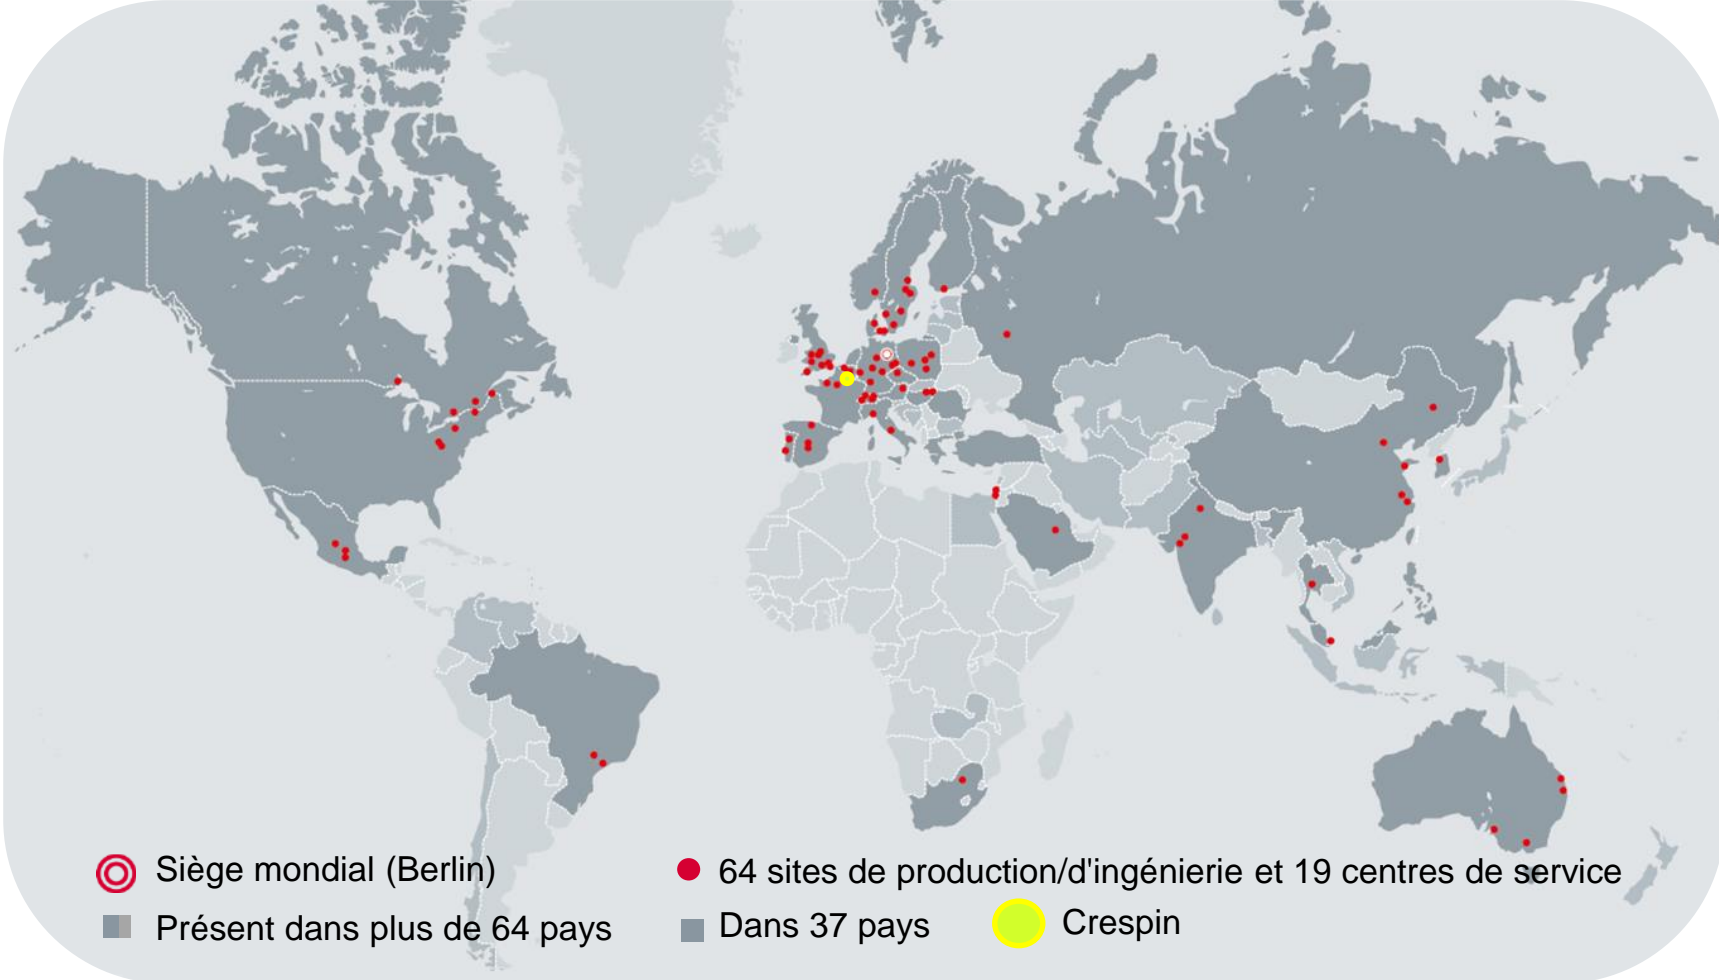 Siège mondial (Berlin)
64 sites de production/d'ingénierie et 19 centres de service
Présent dans plus de 64 pays
Dans 37 pays
Crespin